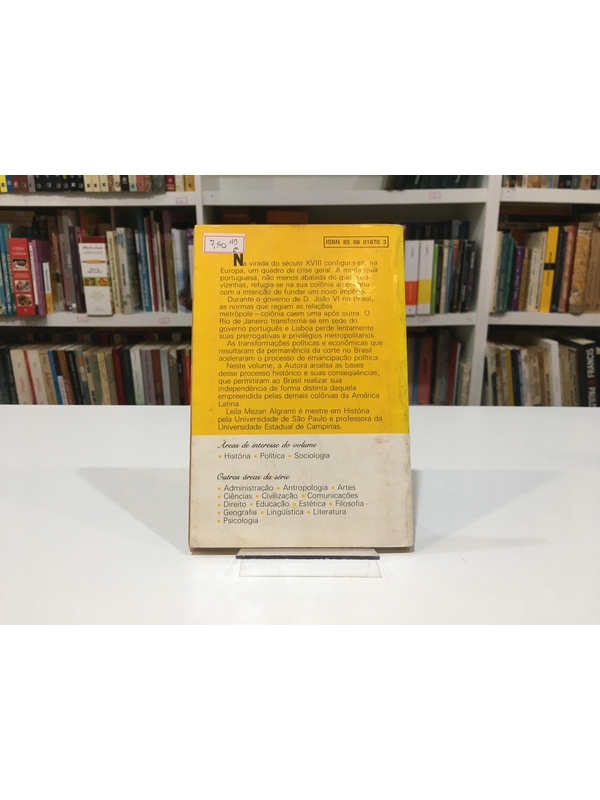 ISBN 85 08 01876 3
7,50
Na virada do século XVIII configura-se, na
Europa, um quadro de crise geral. A monarquia
portuguesa, não menos abalada do que suas
vizinhas, refugia-se na sua colônia americana
com a intenção de fundar um novo império.
Durante o governo de D. João VI no Brasil,
as normas que regiam as relações
metrópole – colônia caem uma após outra. O
Rio de Janeiro transforma-se em sede do
governo português e Lisboa perde lentamente
suas prerrogativas e privilégios metropolitanos.
As transformações políticas e econômicas que
resultaram da permanência da corte no Brasil
aceleraram o processo de emancipação política.
Neste volume, a Autora analisa as bases
desse processo histórico e suas conseqüências,
que permitiram ao Brasil realizar sua
independência de forma distinta daquela
empreendida pelas demais colônias da América
Latina.
Leila Mezan Algranti é mestre em História
pela Universidade de São Paulo e professora da
Universidade Estadual de Campinas.
Áreas de interesse do volume
• História • Política • Sociologia
Outras áreas da série
• Administração • Antropologia • Artes
• Ciências • Civilização • Comunicações
• Direito • Educação • Estética • Filosofia
• Geografia • Lingüística • Literatura
• Psicologia